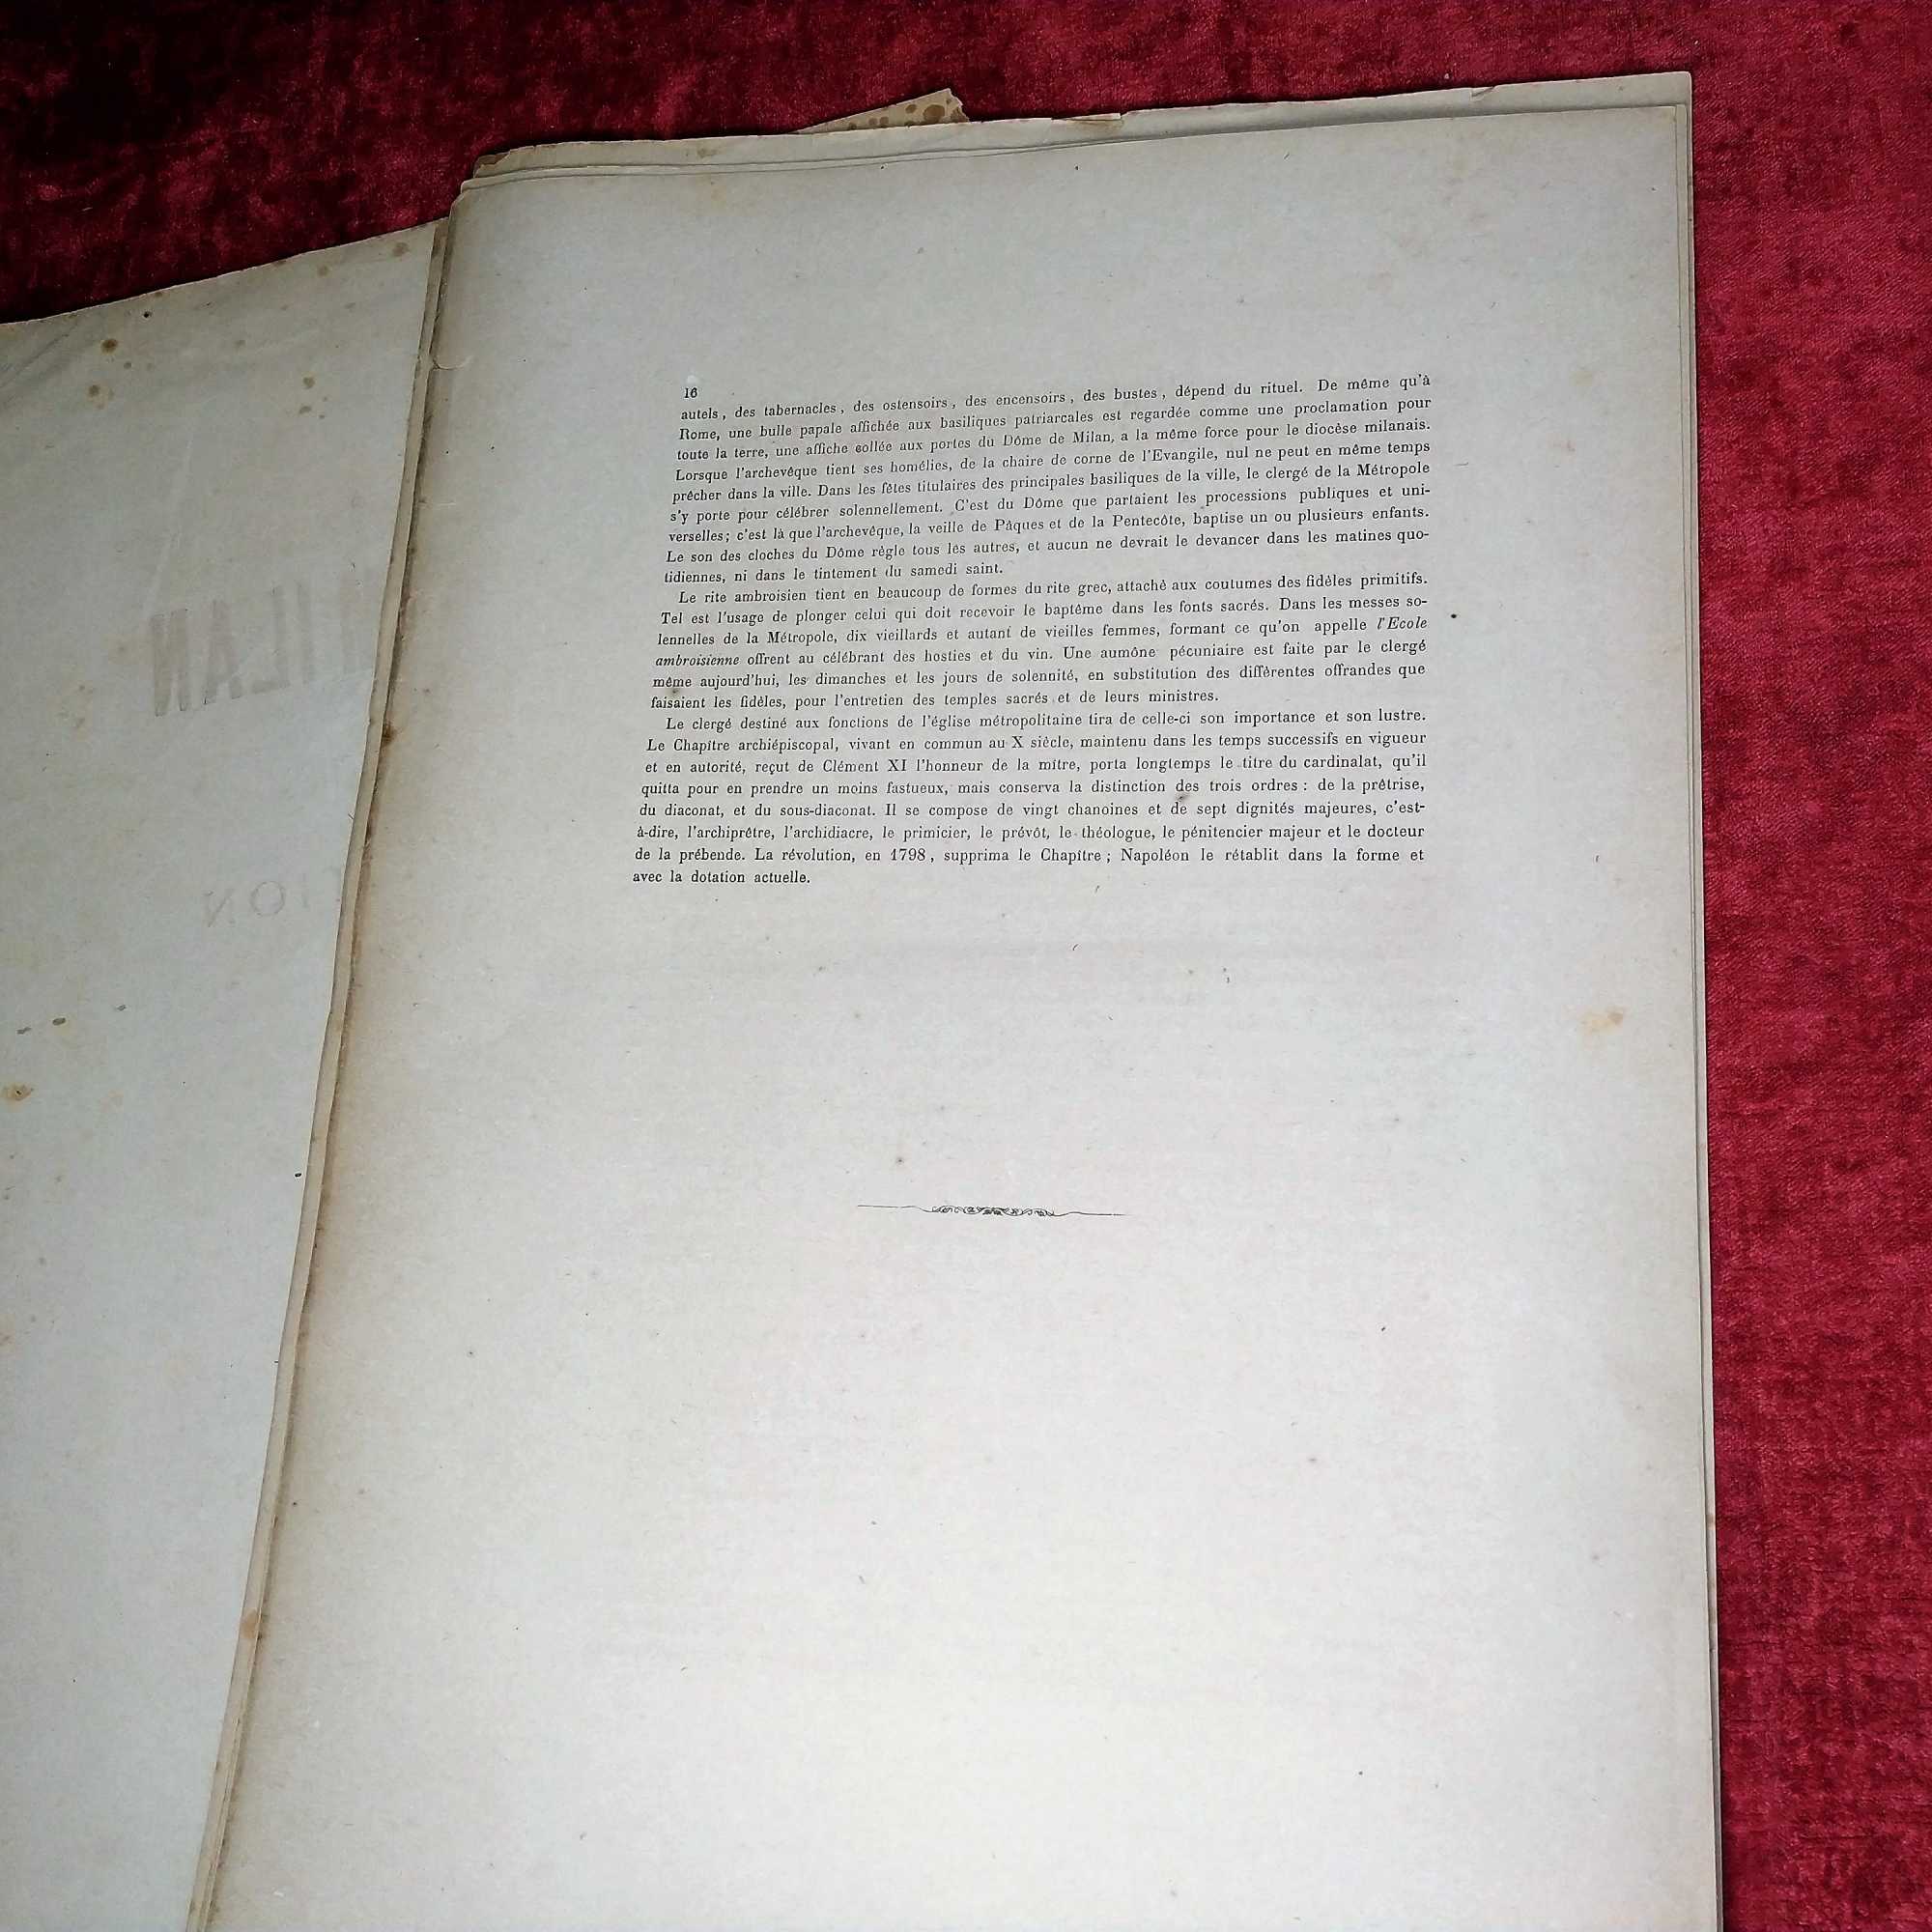 MILAN
ION
16
autels, des tabernacles, des ostensoirs, des encensoirs, des bustes, dépend du rituel. De même qu'à
Rome, une bulle papale affichée aux basiliques patriarcales est regardée comme une proclamation pour
toute la terre, une affiche collée aux portes du Dôme de Milan, a la même force pour le diocèse milanais.
Lorsque l'archevêque tient ses homélies, de la chaire de corne de l'Evangile, nul ne peut en même temps
prêcher dans la ville. Dans les fêtes titulaires des principales basiliques de la ville, le clergé de la Métropole
s'y porte pour célébrer solennellement. C'est du Dôme que partaient les processions publiques et uni-
verselles; c'est là que l'archevêque, la veille de Pâques et de la Pentecôte, baptise un ou plusieurs enfants.
Le son des cloches du Dôme règle tous les autres, et aucun ne devrait le devancer dans les matines quo-
tidiennes, ni dans le tintement du samedi saint.
Le rite ambroisien tient en beaucoup de formes du rite grec, attaché aux coutumes des fidèles primitifs.
Tel est l'usage de plonger celui qui doit recevoir le baptême dans les fonts sacrés. Dans les messes so-
lennelles de la Métropole, dix vieillards et autant de vieilles femmes, formant ce qu'on appelle l'Ecole
ambroisienne offrent au célébrant des hosties et du vin. Une aumône pécuniaire est faite par le clergé
même aujourd'hui, les dimanches et les jours de solennité, en substitution des différentes offrandes que
faisaient les fidèles, pour l'entretien des temples sacrés et de leurs ministres.
Le clergé destiné aux fonctions de l'église métropolitaine tira de celle-ci son importance et son lustre.
Le Chapitre archiépiscopal, vivant en commun au X siècle, maintenu dans les temps successifs en vigueur
et en autorité, reçut de Clément XI l'honneur de la mître, porta longtemps le titre du cardinalat, qu'il
quitta pour en prendre un moins fastueux, mais conserva la distinction des trois ordres : de la prêtrise,
du diaconat, et du sous-diaconat. Il se compose de vingt chanoines et de sept dignités majeures, c'est-
à-dire, l'archiprêtre, l'archidiacre, le primicier, le prévôt, le théologue, le pénitencier majeur et le docteur
de la prébende. La révolution, en 1798, supprima le Chapitre ; Napoléon le rétablit dans la forme et
avec la dotation actuelle.